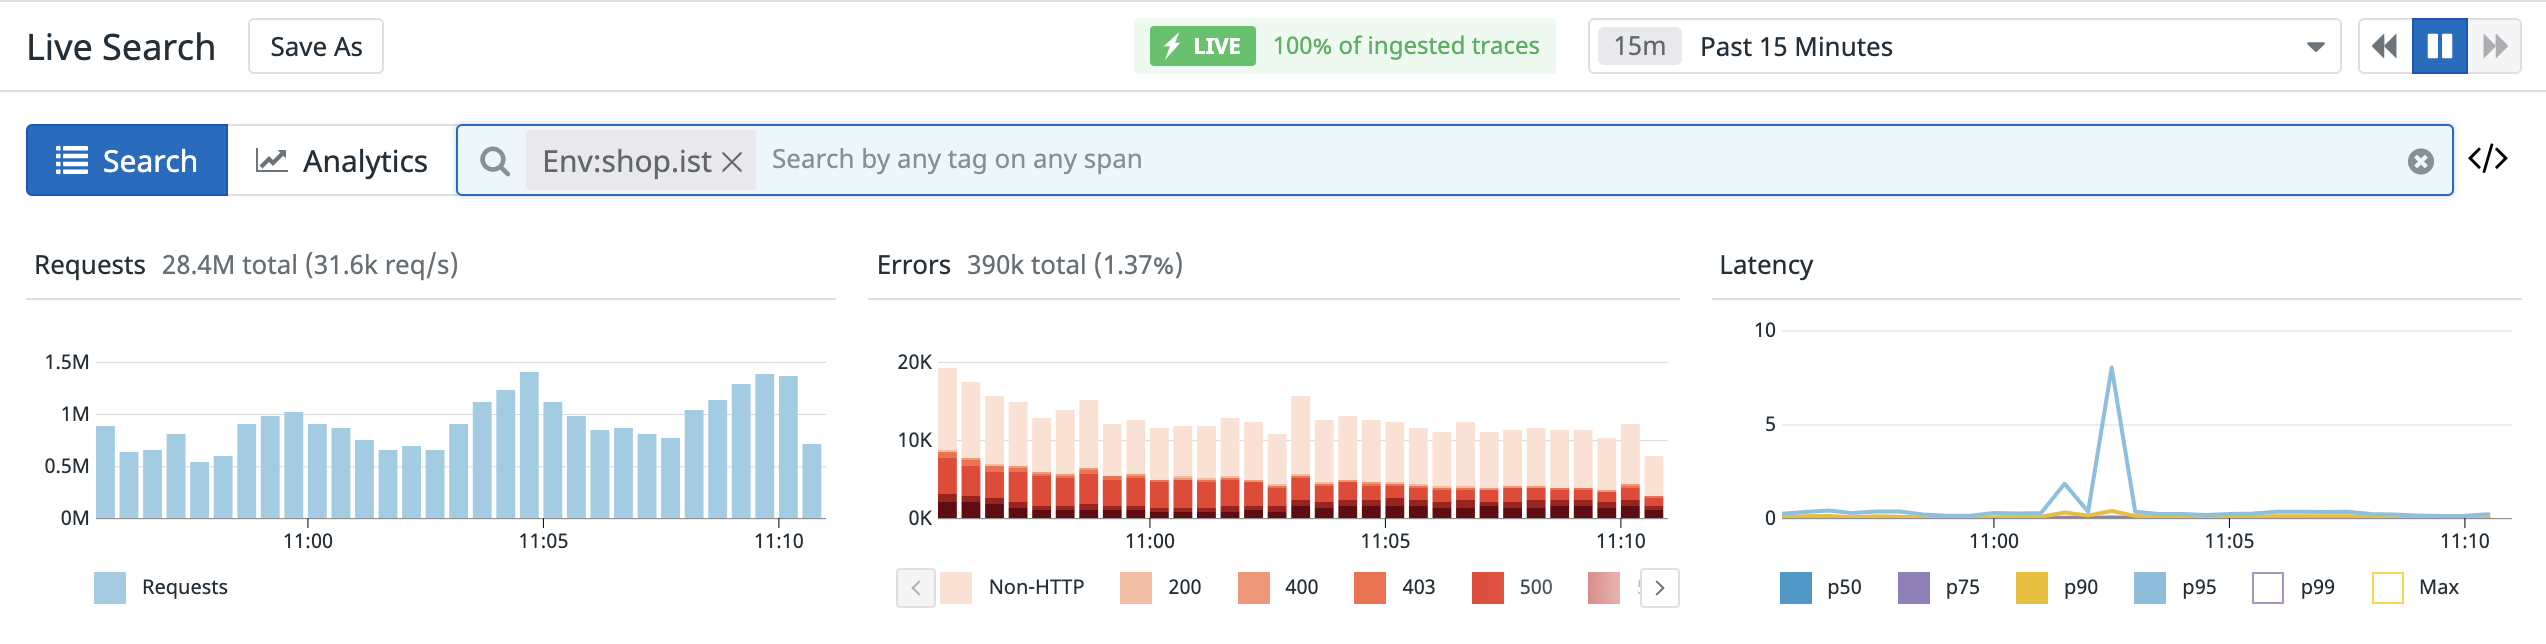 Live Search
Save As
LIVE
100% of ingested traces
15m
Past 15 Minutes
Search
Analytics
Env:shop.ist
Search by any tag on any span
</>
Requests 28.4M total (31.6k req/s)
1.5M
1M
0.5M
0M
11:00
11:05
11:10
Requests
Errors 390k total (1.37%)
20K
10K
0K
11:00
11:05
11:10
Non-HTTP
200
400
403
500
Latency
10
5
0
11:00
11:05
11:10
p50
p75
p90
p95
p99
Max